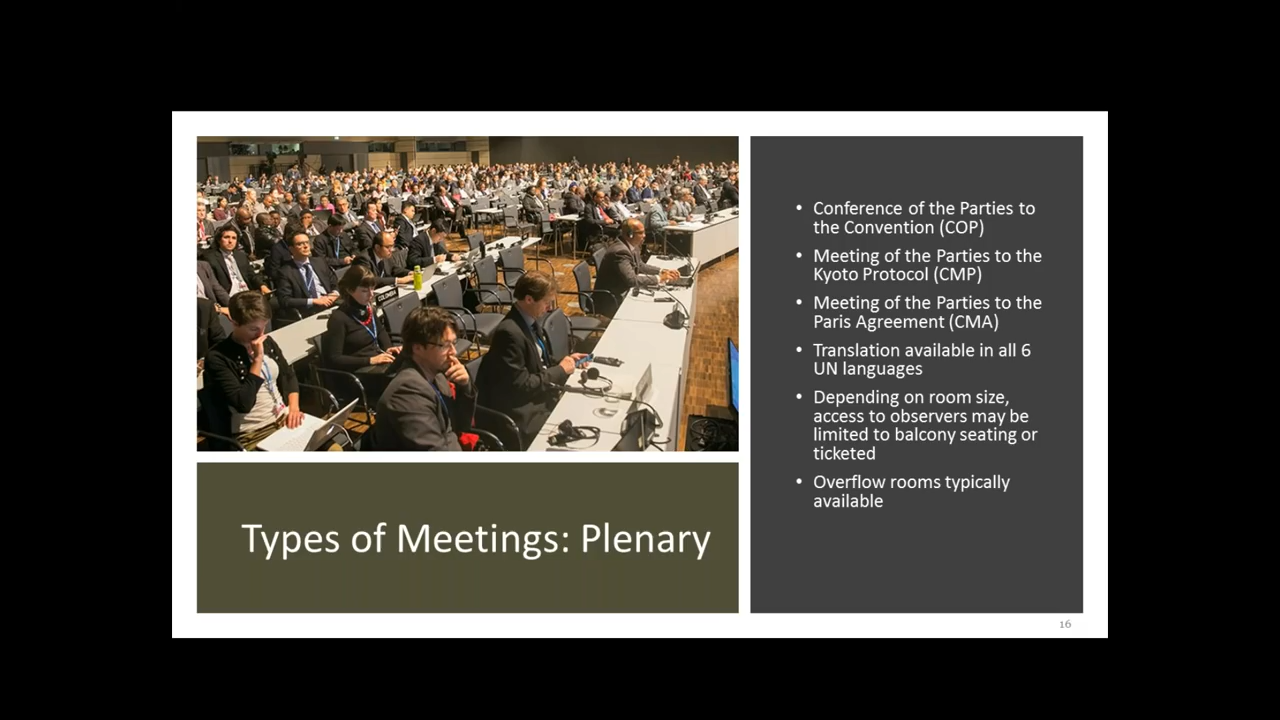 COLOMBIA
Types of Meetings: Plenary
• Conference of the Parties to
the Convention (COP)
• Meeting of the Parties to the
Kyoto Protocol (CMP)
• Meeting of the Parties to the
Paris Agreement (CMA)
• Translation available in all 6
UN languages
• Depending on room size,
access to observers may be
limited to balcony seating or
ticketed
• Overflow rooms typically
available
16